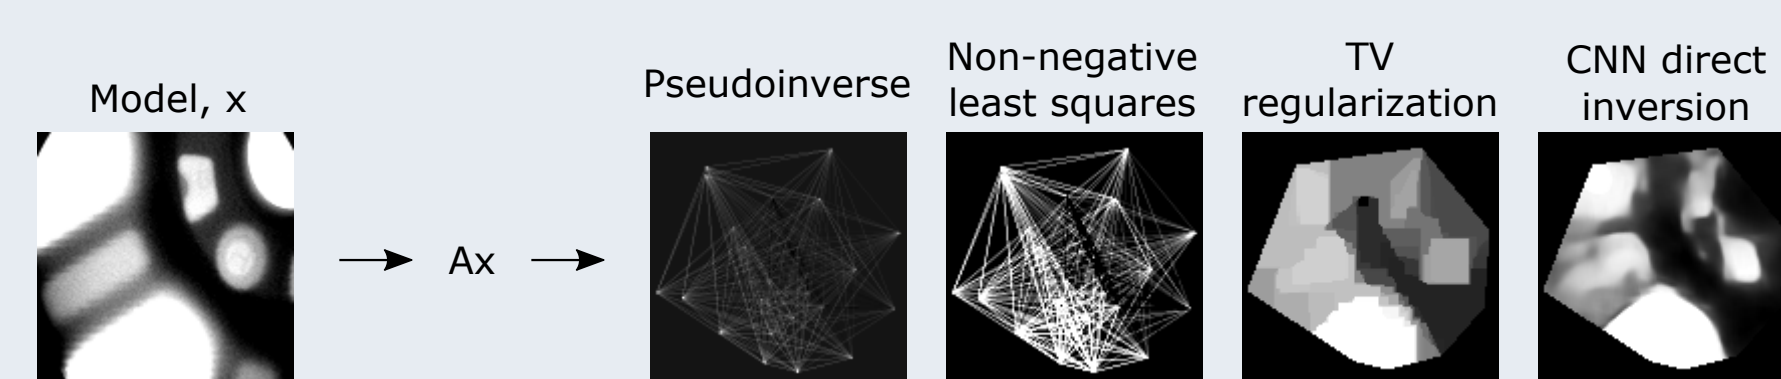 Model, x
Ax
Pseudoinverse
Non-negative
least squares
TV
regularization
CNN direct
inversion